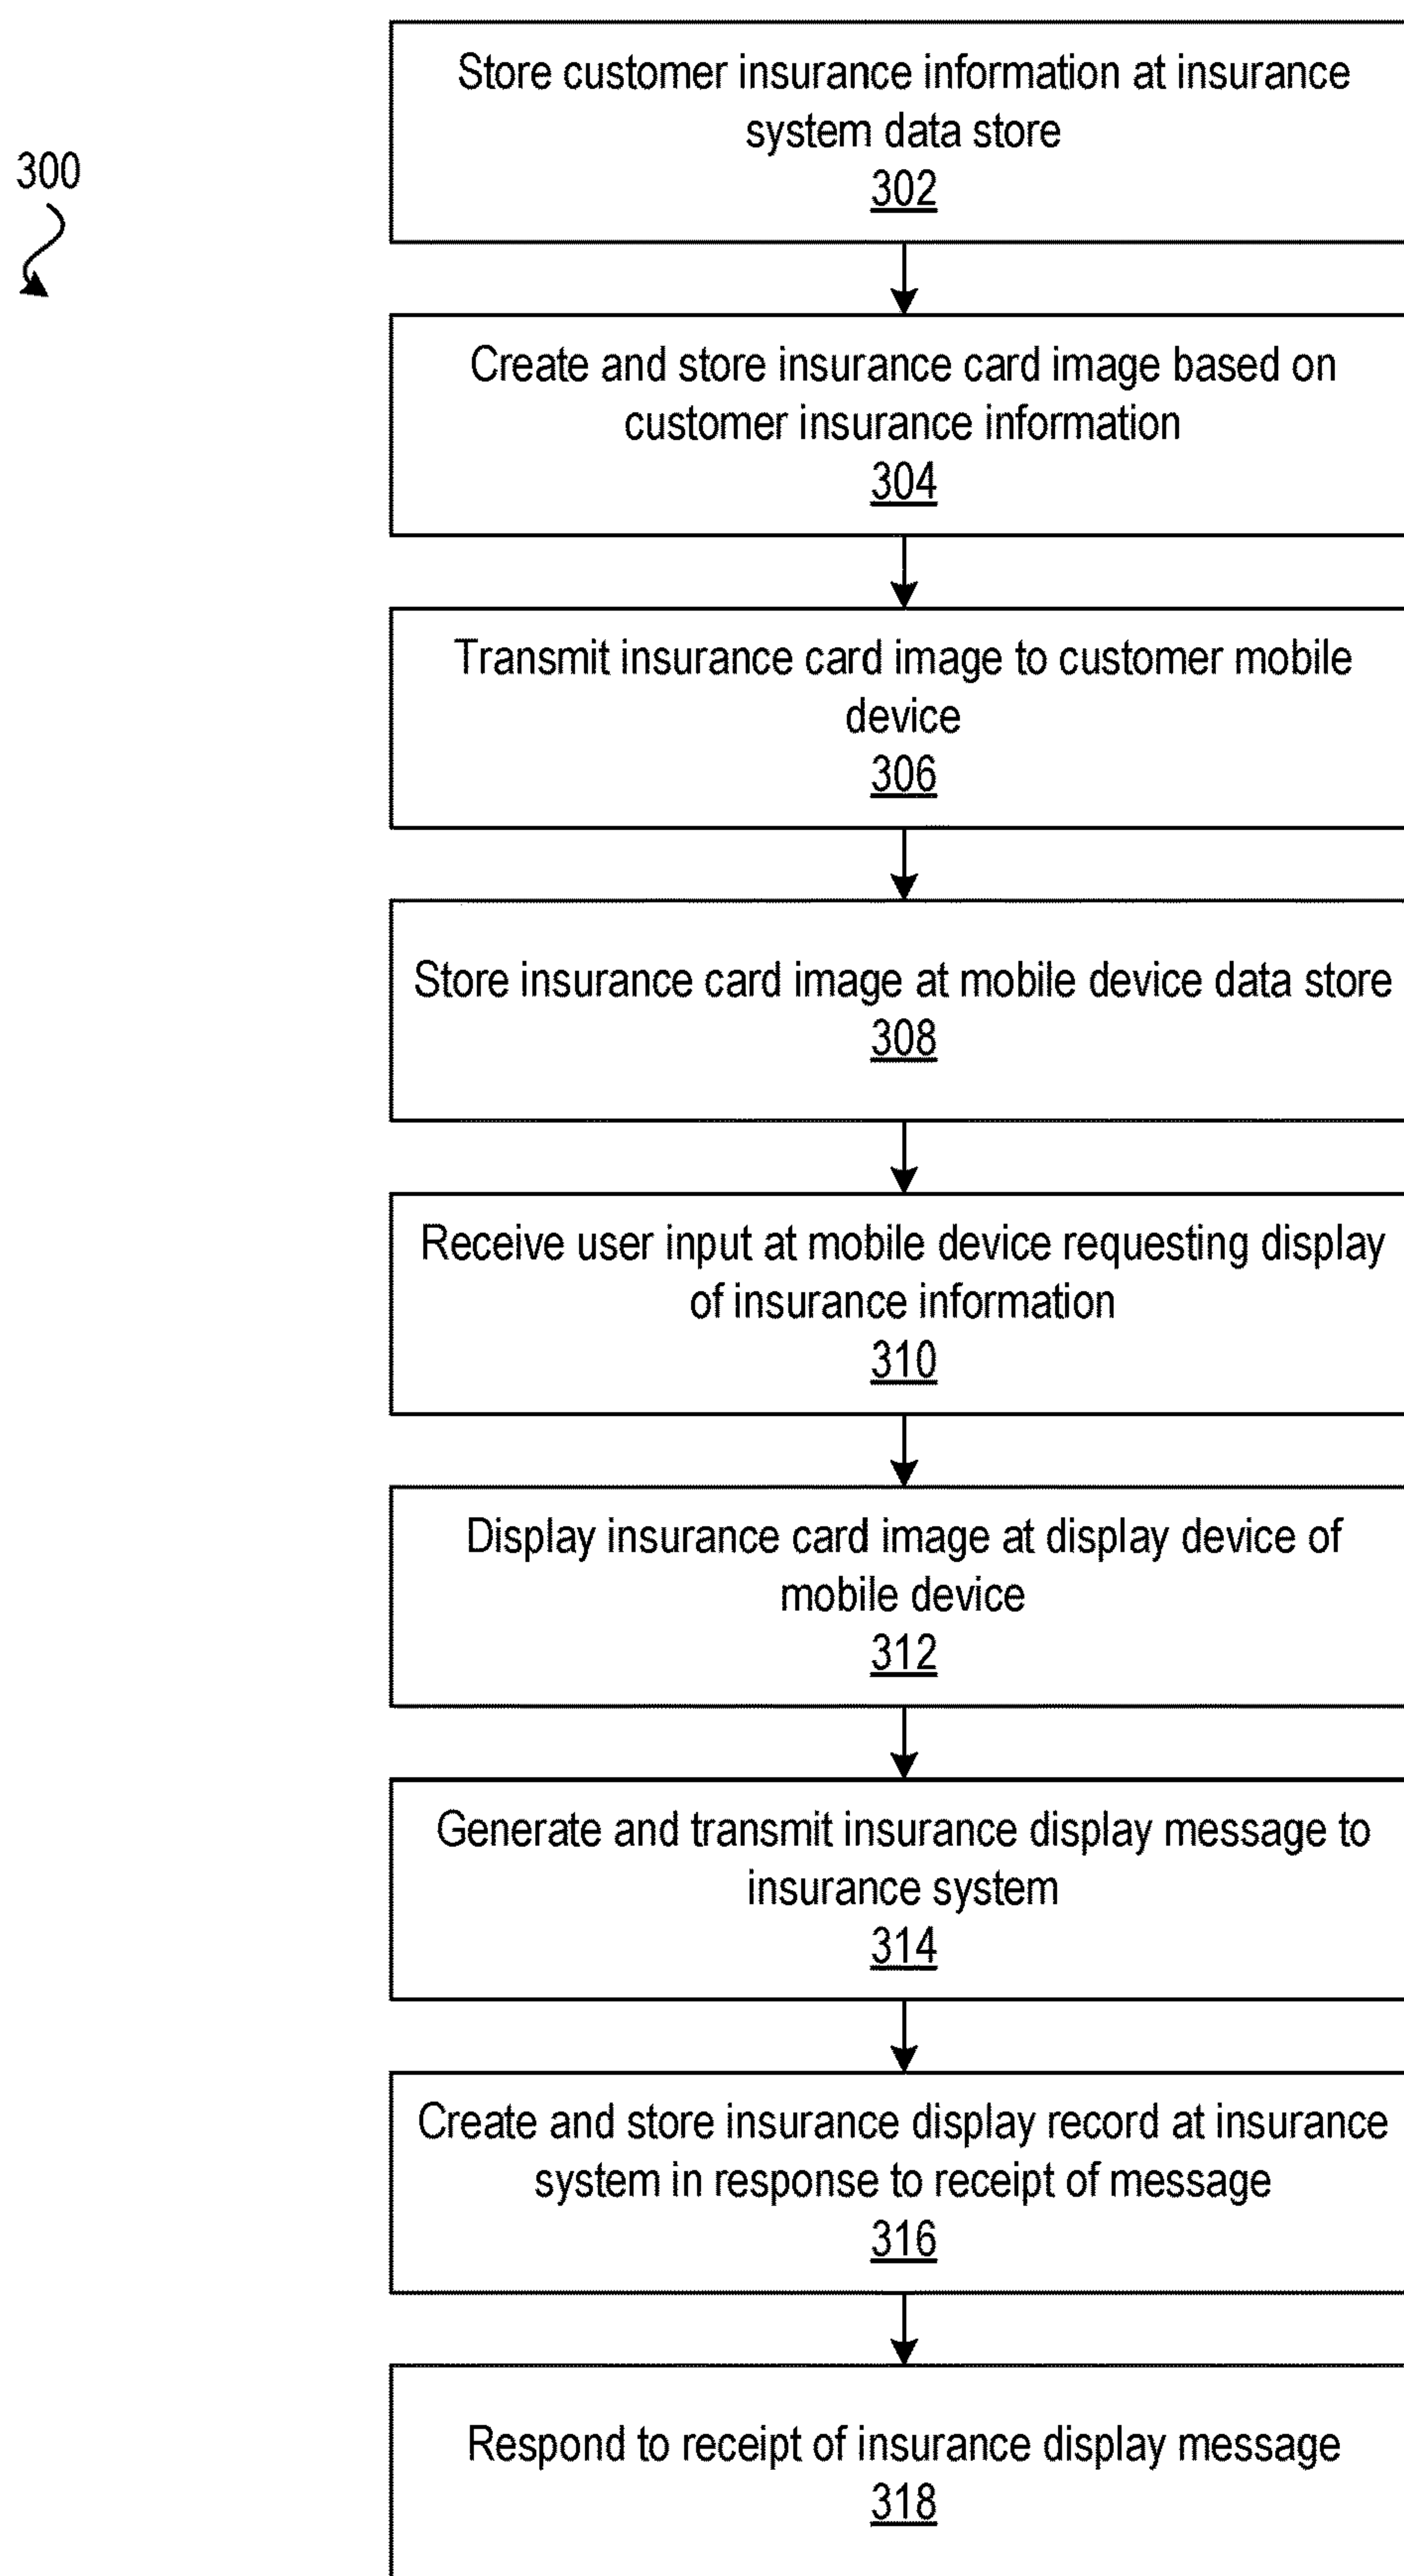 Store customer insurance information at insurance
system data store
302
300
Create and store insurance card image based on
customer insurance information
304
Transmit insurance card image to customer mobile
device
306
Store insurance card image at mobile device data store
308
Receive user input at mobile device requesting display
of insurance information
310
Display insurance card image at display device of
mobile device
312
Generate and transmit insurance display message to
insurance system
314
Create and store insurance display record at insurance
system in response to receipt of message
316
Respond to receipt of insurance display message
318